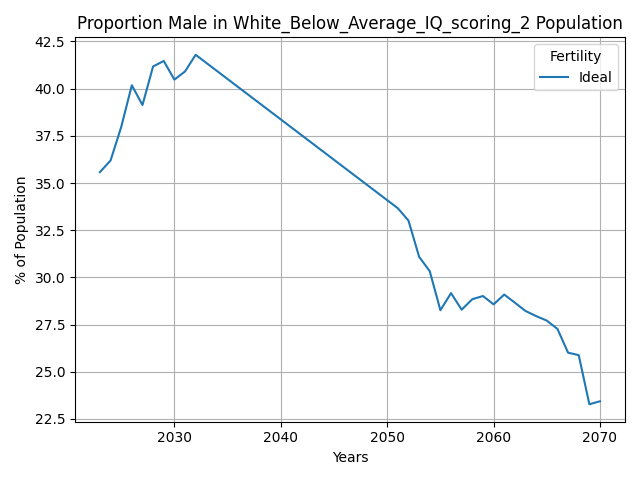 Proportion Male in White_Below_Average_IQ_scoring_2 Population
42.5
40.0
37.5
35.0
32.5
30.0
27.5
25.0
22.5
% of Population
Fertility
Ideal
2030 2040 2050 2060 2070
Years